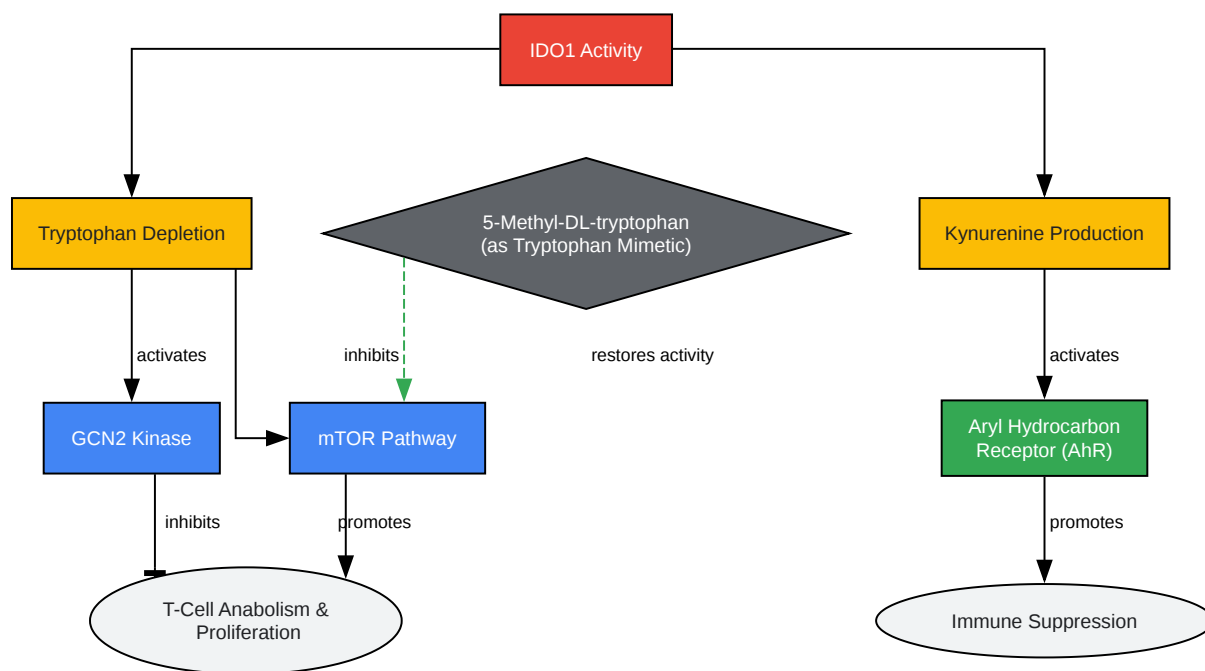 IDO1 Activity
Tryptophan Depletion
5-Methyl-DL-tryptophan
(as Tryptophan Mimetic)
Kynurenine Production
activates
inhibits
restores activity
activates
GCN2 Kinase
mTOR Pathway
Aryl Hydrocarbon
Receptor (AhR)
inhibits
promotes
promotes
T-Cell Anabolism &
Proliferation
Immune Suppression